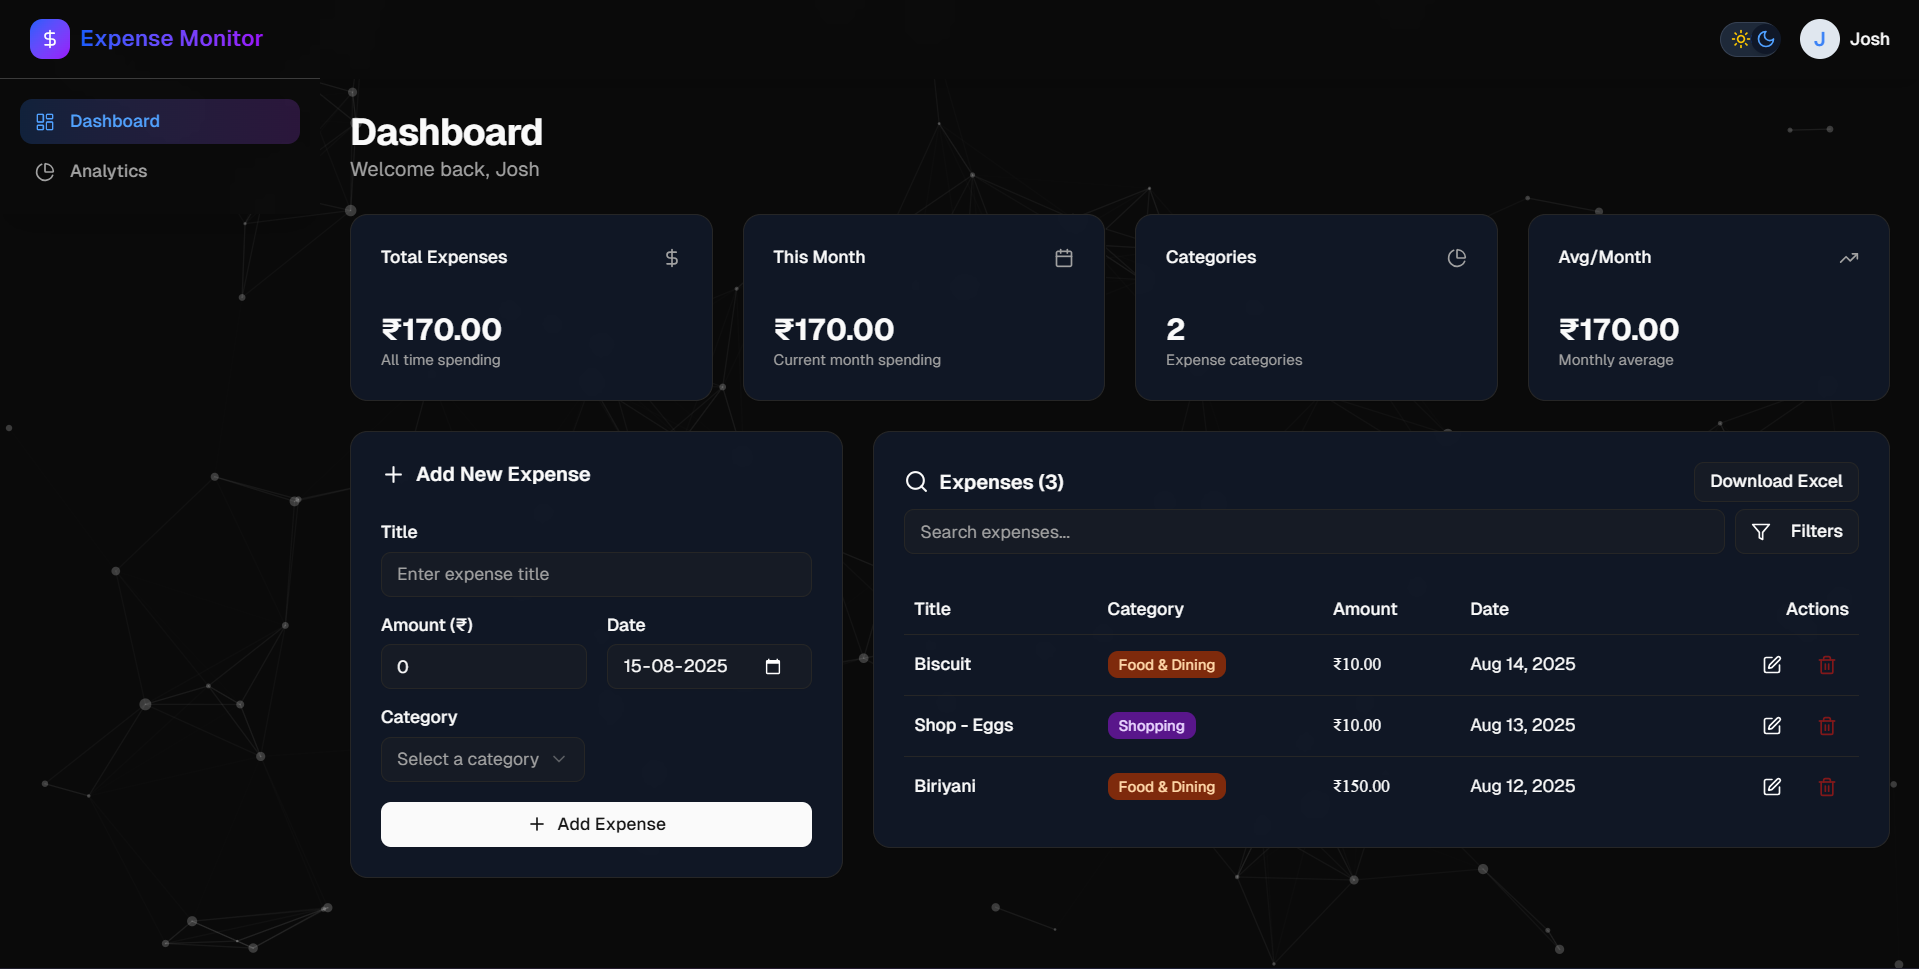 $ Expense Monitor
J Josh
Dashboard
Analytics
Dashboard
Welcome back, Josh
Total Expenses
$
₹170.00
All time spending
This Month
₹170.00
Current month spending
Categories
2
Expense categories
Avg/Month
₹170.00
Monthly average
Add New Expense
Title
Enter expense title
Amount (₹) Date
0 15-08-2025
Category
Select a category
Add Expense
Expenses (3) Download Excel
Search expenses... Filters
Title Category Amount Date Actions
Biscuit Food & Dining ₹10.00 Aug 14, 2025
Shop - Eggs Shopping ₹10.00 Aug 13, 2025
Biriyani Food & Dining ₹150.00 Aug 12, 2025